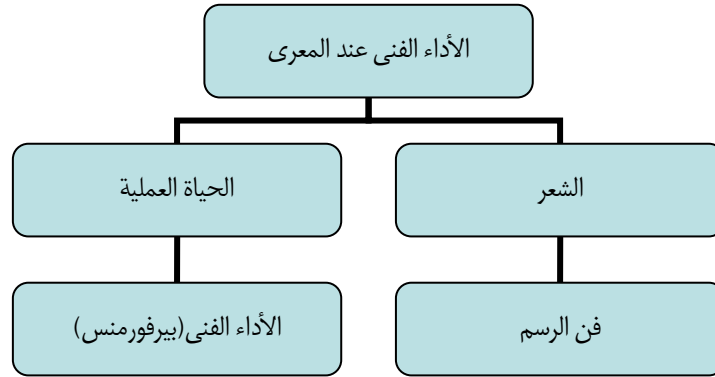 الأداء الفنى عند المعرى
الشعر
الحياة العملية
فن الرسم
الأداء الفنى(بيرفورمنس)